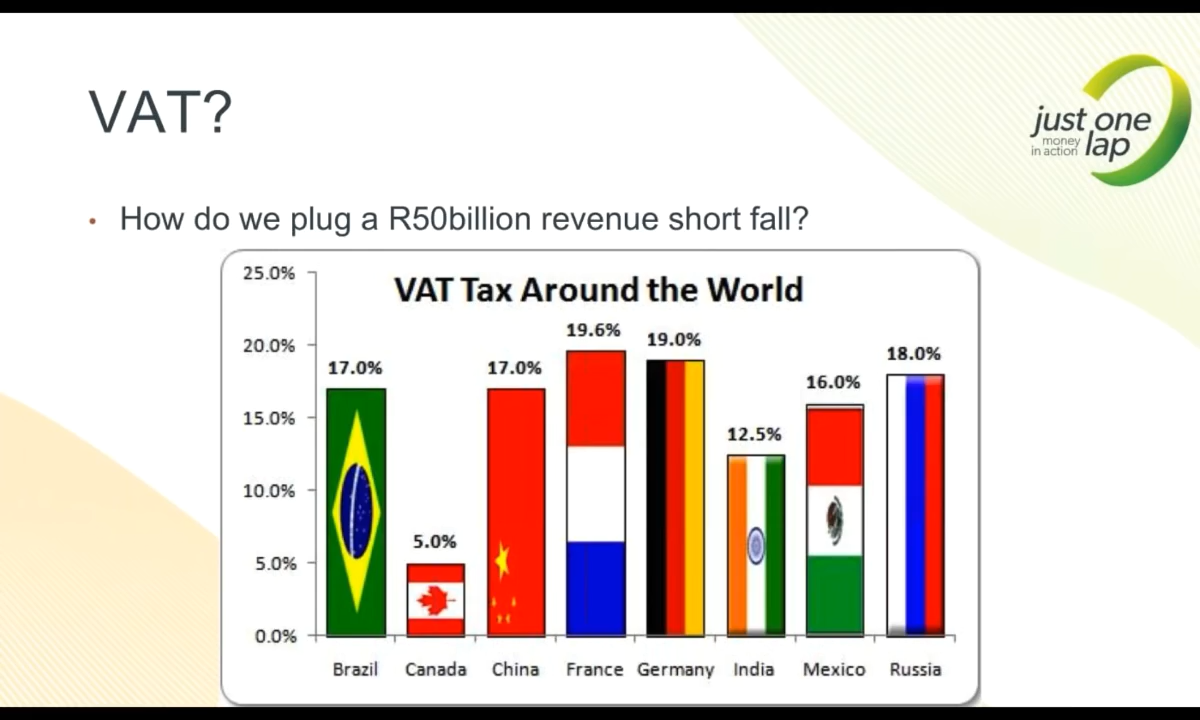 VAT?
just one
money
in action lap
• How do we plug a R50billion revenue short fall?
VAT Tax Around the World
25.0%
20.0%
15.0%
10.0%
5.0%
0.0%
17.0%
5.0%
17.0%
19.6%
19.0%
12.5%
16.0%
18.0%
Brazil Canada China France Germany India Mexico Russia